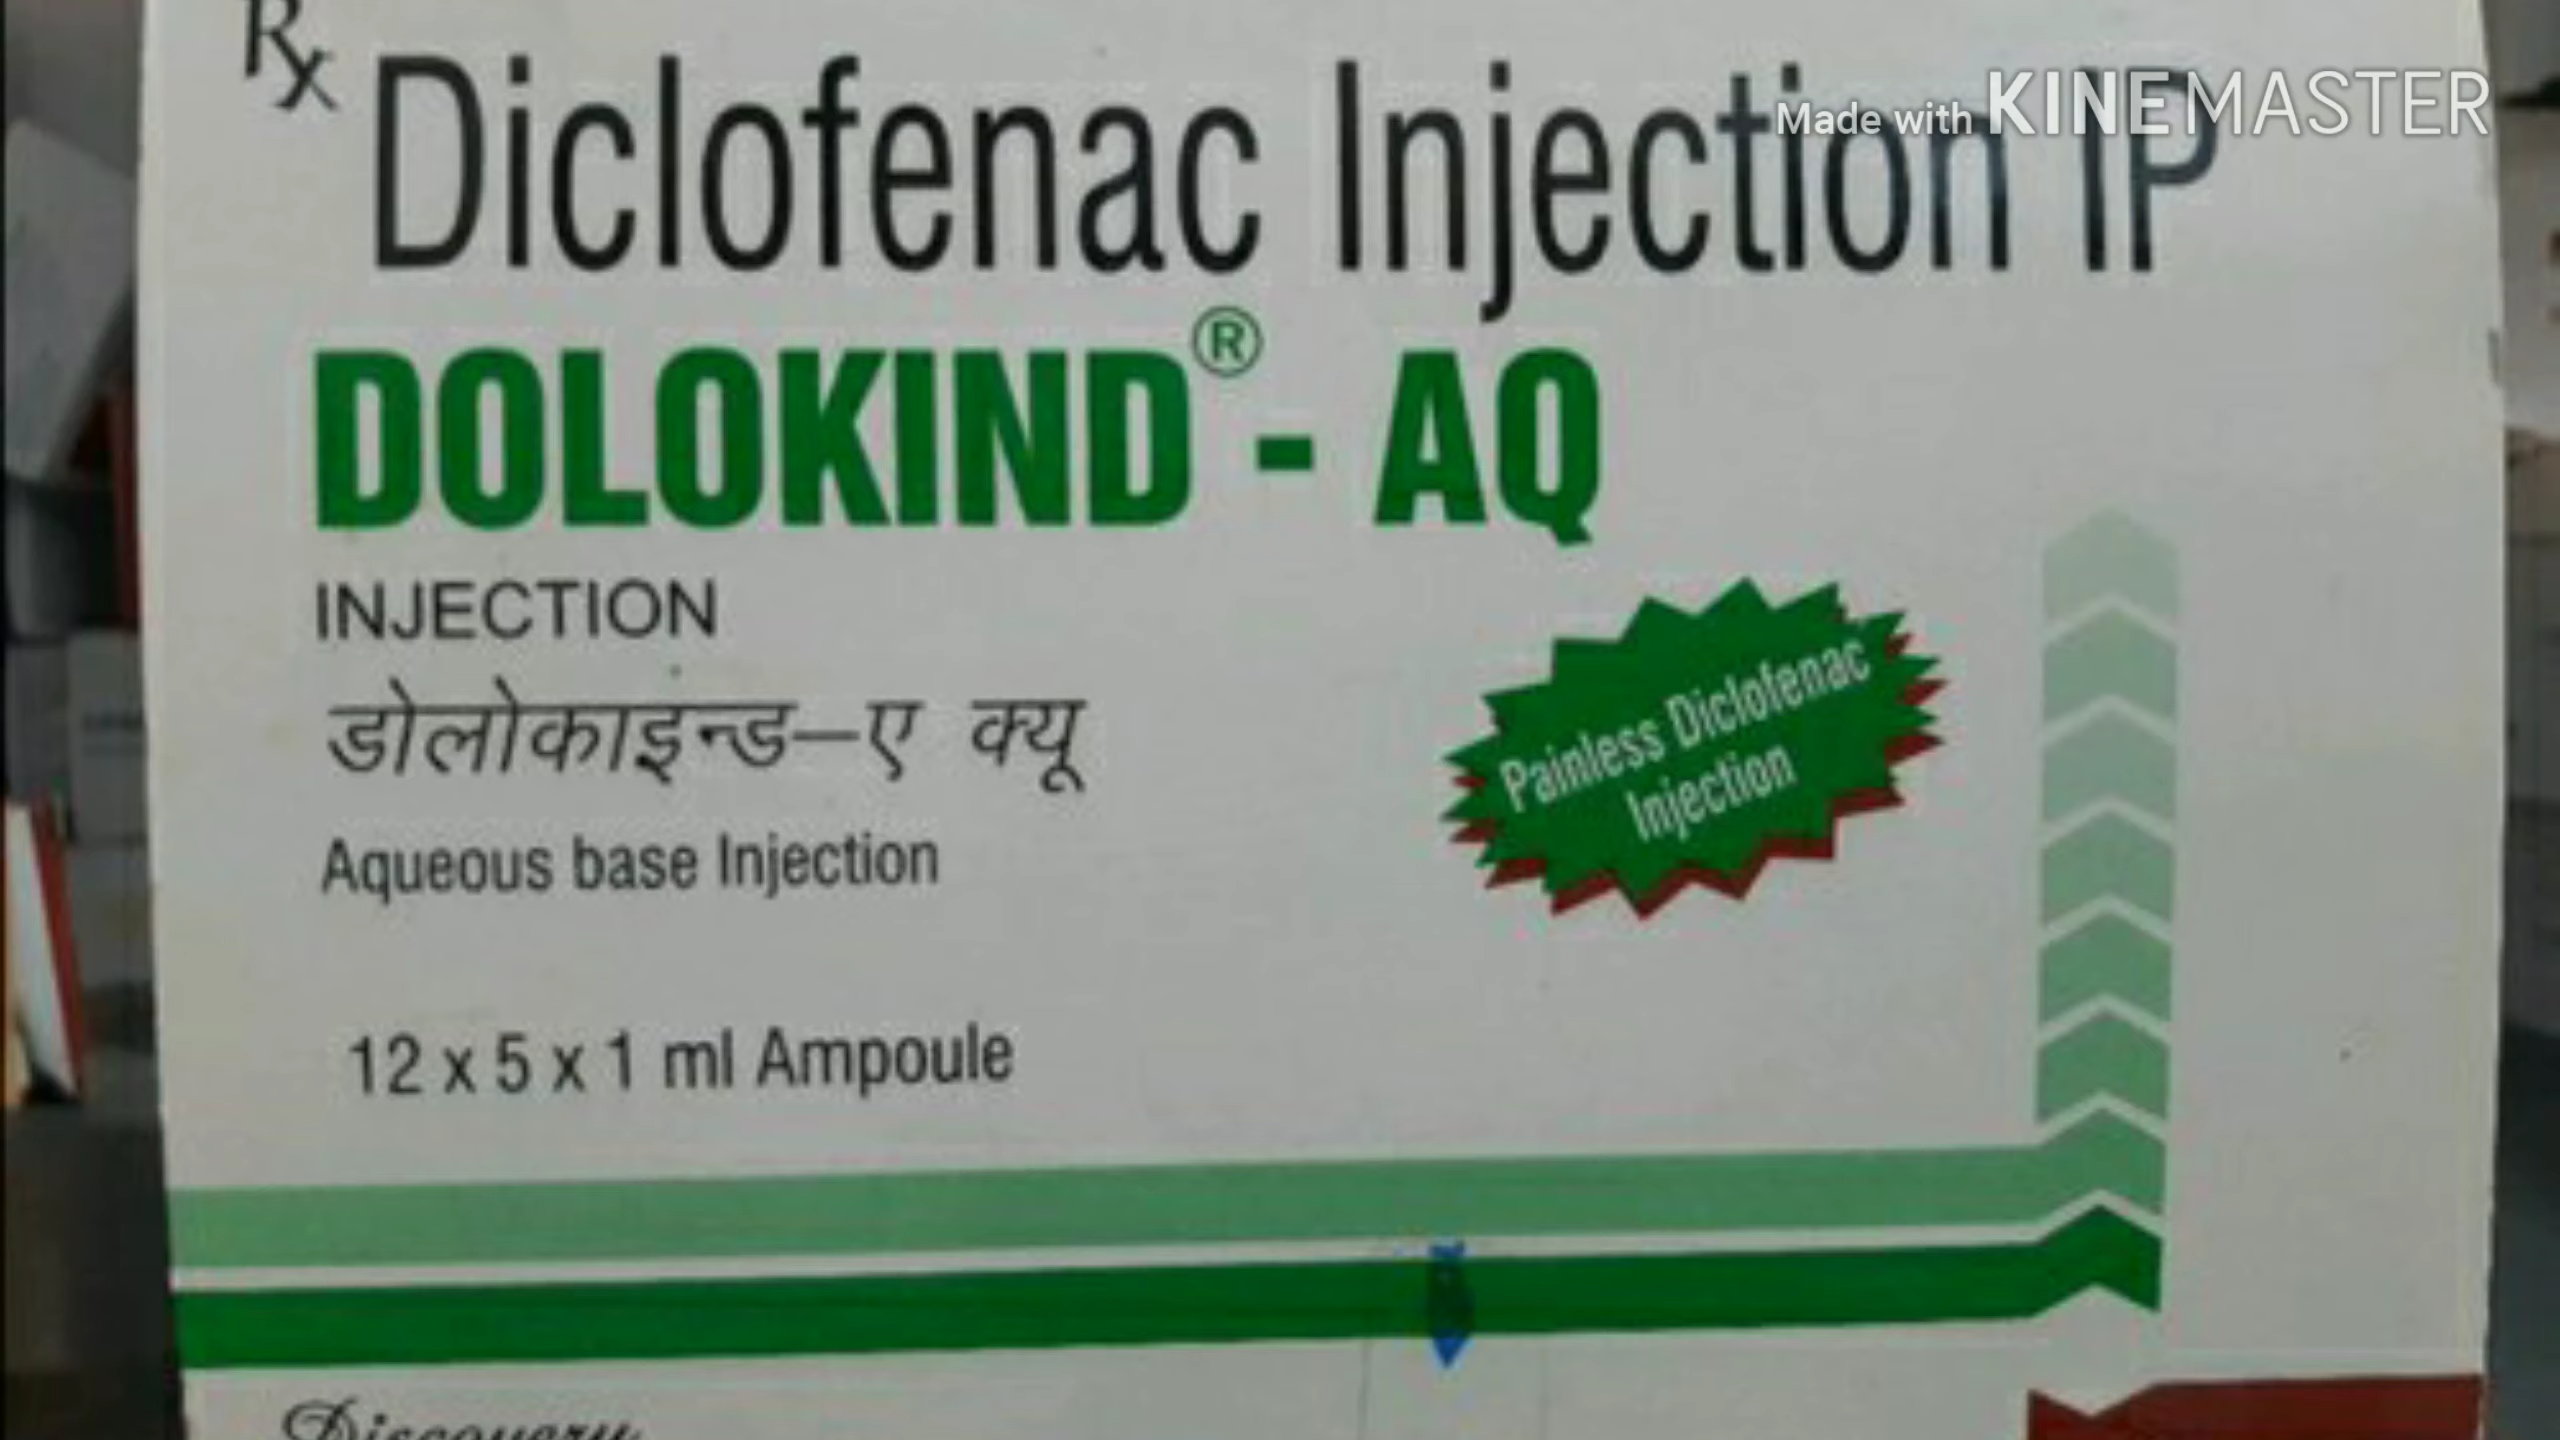 Rx Diclofenac Injection IP
Made with KINEMASTER
DOLOKIND® - AQ
INJECTION
डोलोकाइन्ड–ए क्यू
Aqueous base Injection
Painless Diclofenac
Injection
12 x 5 x 1 ml Ampoule
Discovery